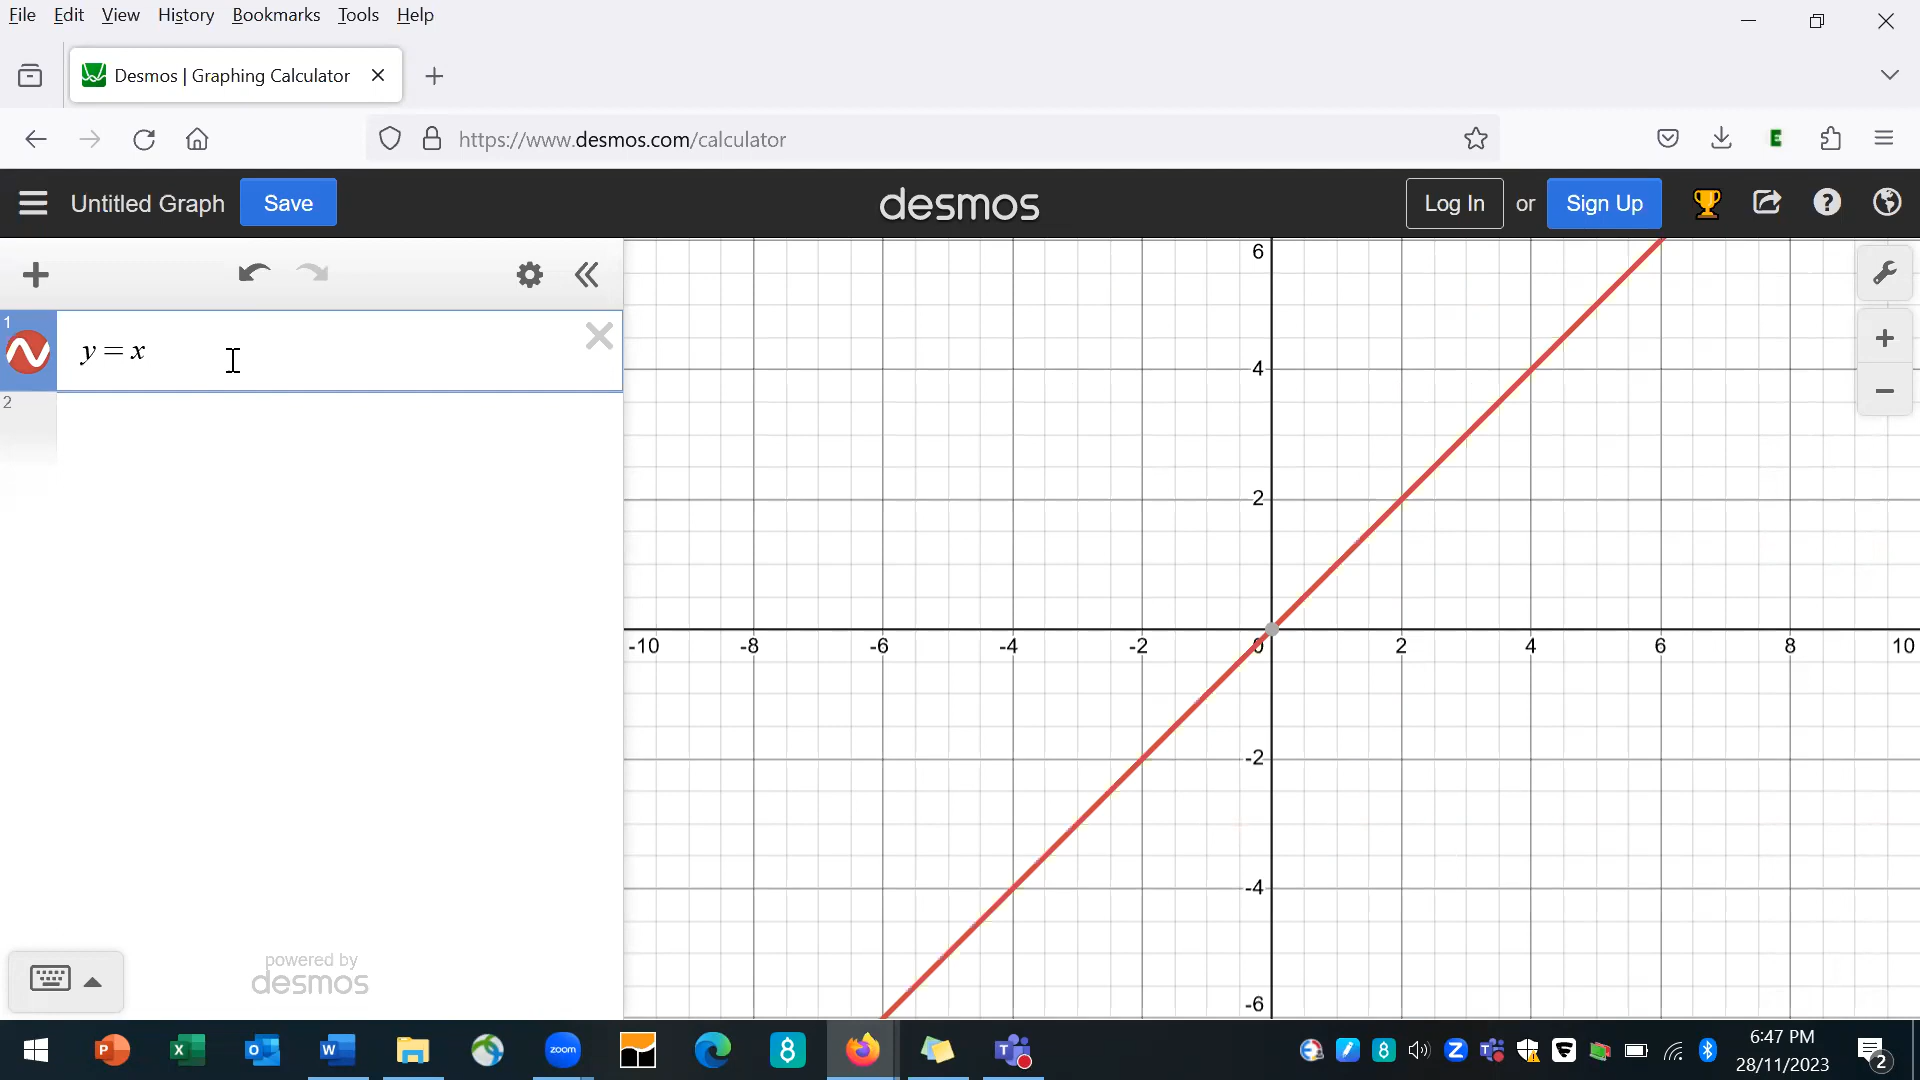 File Edit View History Bookmarks Tools Help
Desmos | Graphing Calculator
https://www.desmos.com/calculator
Untitled Graph Save desmos Log In or Sign Up
1
y = x
2
6
4
2
-10 -8 -6 -4 -2 0 2 4 6 8 10
-2
-4
-6
powered by
desmos
zoom
6:47 PM
28/11/2023
2